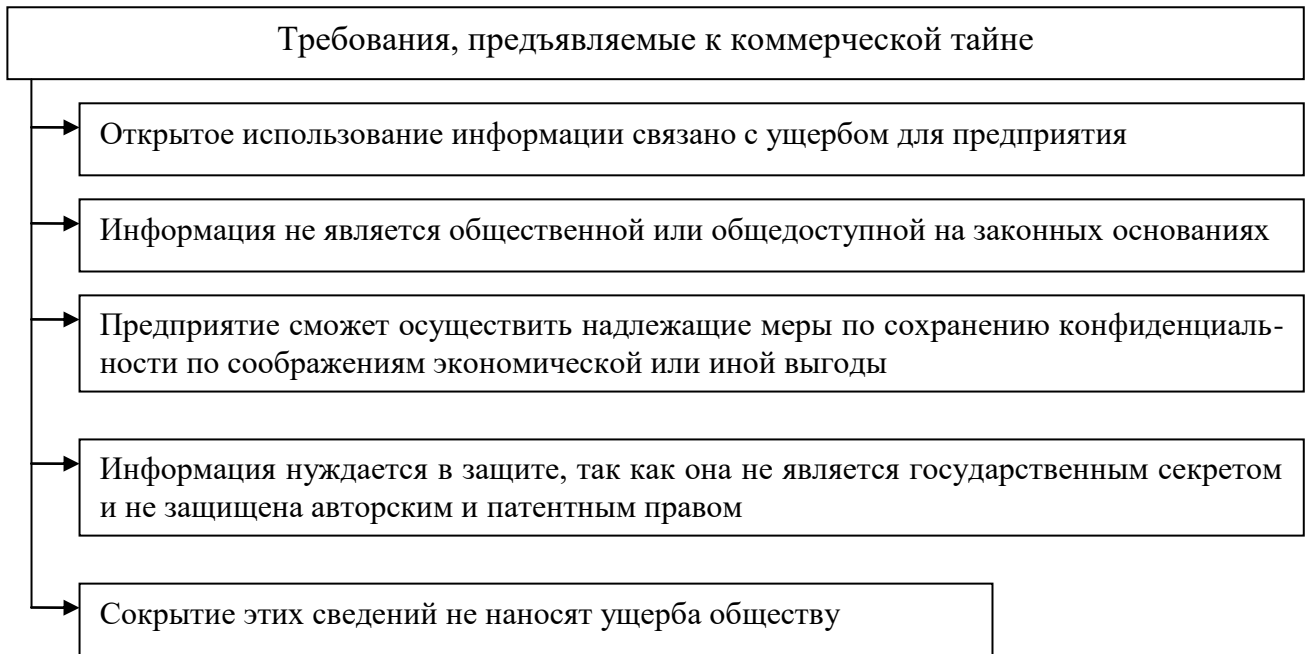 Требования, предъявляемые к коммерческой тайне
Открытое использование информации связано с ущербом для предприятия
Информация не является общественной или общедоступной на законных основаниях
Предприятие сможет осуществить надлежащие меры по сохранению конфиденциаль-
ности по соображениям экономической или иной выгоды
Информация нуждается в защите, так как она не является государственным секретом
и не защищена авторским и патентным правом
Сокрытие этих сведений не наносят ущерба обществу